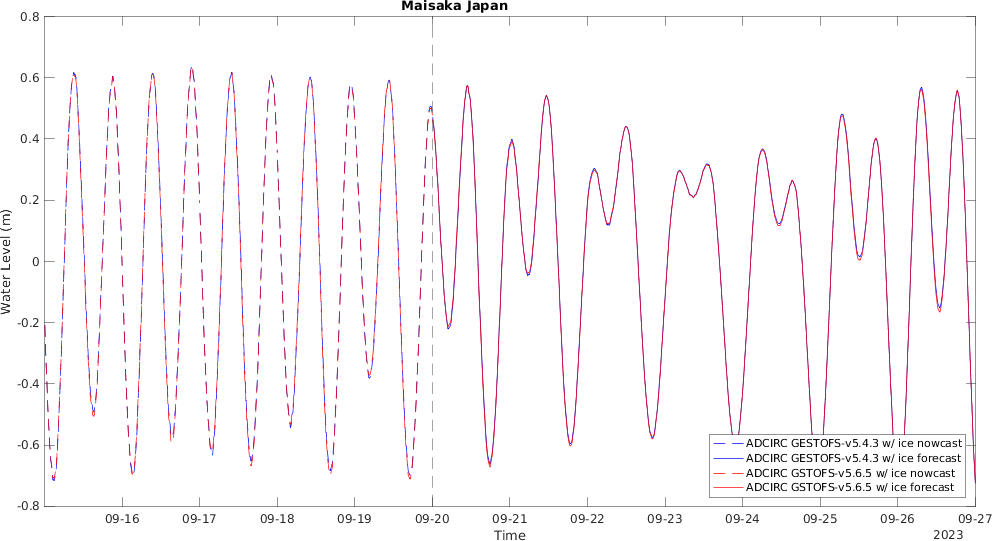 Maisaka Japan
0.8
0.6
0.4
0.2
0
-0.2
-0.4
-0.6
-0.8
Water Level (m)
ADCIRC GESTOFS-v5.4.3 w/ ice nowcast
ADCIRC GESTOFS-v5.4.3 w/ ice forecast
ADCIRC GSTOFS-v5.6.5 w/ ice nowcast
ADCIRC GSTOFS-v5.6.5 w/ ice forecast
09-16 09-17 09-18 09-19 09-20 09-21 09-22 09-23 09-24 09-25 09-26 09-27
Time
2023